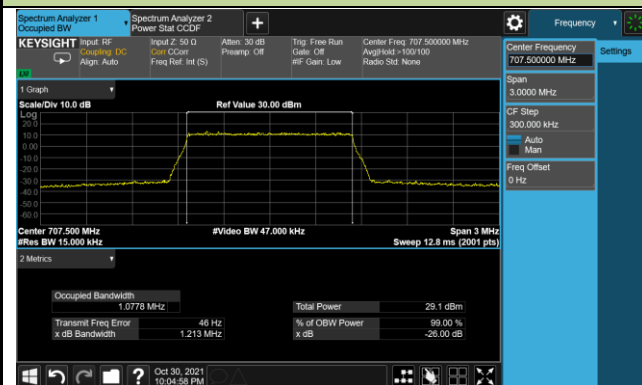 Spectrum Analyzer 1
Occupied BW
Spectrum Analyzer 2
Power Stat CCDF
+
Frequency
KEYSIGHT
Input: RF
Coupling: DC
Align: Auto
Input Z: 50 Ω
Corr CCorr
Freq Ref: Int (S)
Atten: 30 dB
Preamp: Off
Trig: Free Run
Gate: Off
#IF Gain: Low
Center Freq: 707.500000 MHz
Avg|Hold:>100/100
Radio Std: None
Center Frequency
707.500000 MHz
Settings
Span
3.0000 MHz
CF Step
300.000 kHz
Auto
Man
Freq Offset
0 Hz
1 Graph
Scale/Div 10.0 dB
Ref Value 30.00 dBm
Log
20.0
10.0
0.00
-10.0
-20.0
-30.0
-40.0
-50.0
-60.0
Center 707.500 MHz
#Video BW 47.000 kHz
Span 3 MHz
#Res BW 15.000 kHz
Sweep 12.8 ms (2001 pts)
2 Metrics
Occupied Bandwidth
1.0778 MHz
Total Power
29.1 dBm
Transmit Freq Error
46 Hz
% of OBW Power
99.00 %
x dB Bandwidth
1.213 MHz
x dB
-26.00 dB
?
Oct 30, 2021
10:04:58 PM